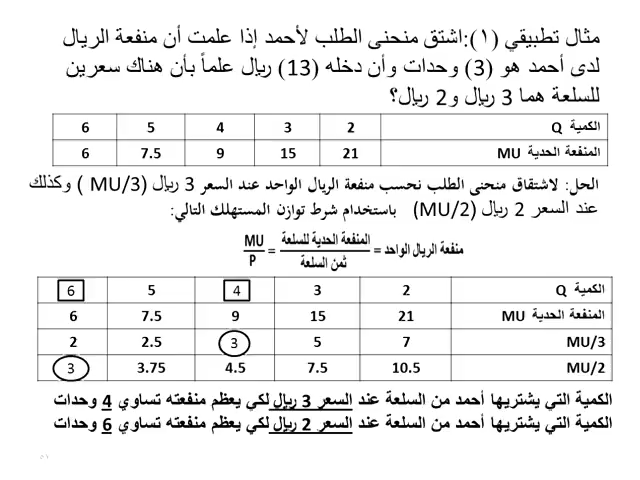 مثال تطبيقي (١):اشتق منحنى الطلب لأحمد إذا علمت أن منفعة الريال
لدى أحمد هو (3) وحدات وأن دخله (13) ريال علماً بأن هناك سعرين
للسلعة هما 3 ريال و2 ريال؟
الكمية Q 2 3 4 5 6
المنفعة الحدية MU 21 15 9 7.5 6
الحل: لاشتقاق منحنى الطلب نحسب منفعة الريال الواحد عند السعر 3 ريال (MU/3 ) وكذلك
عند السعر 2 ريال (MU/2) باستخدام شرط توازن المستهلك التالي:
منفعة الريال الواحد = المنفعة الحدية للسلعة / ثمن السلعة = MU / P
الكمية Q 2 3 4 5 6
المنفعة الحدية MU 21 15 9 7.5 6
MU/3 7 5 3 2.5 2
MU/2 10.5 7.5 4.5 3.75 3
الكمية التي يشتريها أحمد من السلعة عند السعر 3 ريال لكي يعظم منفعته تساوي 4 وحدات
الكمية التي يشتريها أحمد من السلعة عند السعر 2 ريال لكي يعظم منفعته تساوي 6 وحدات